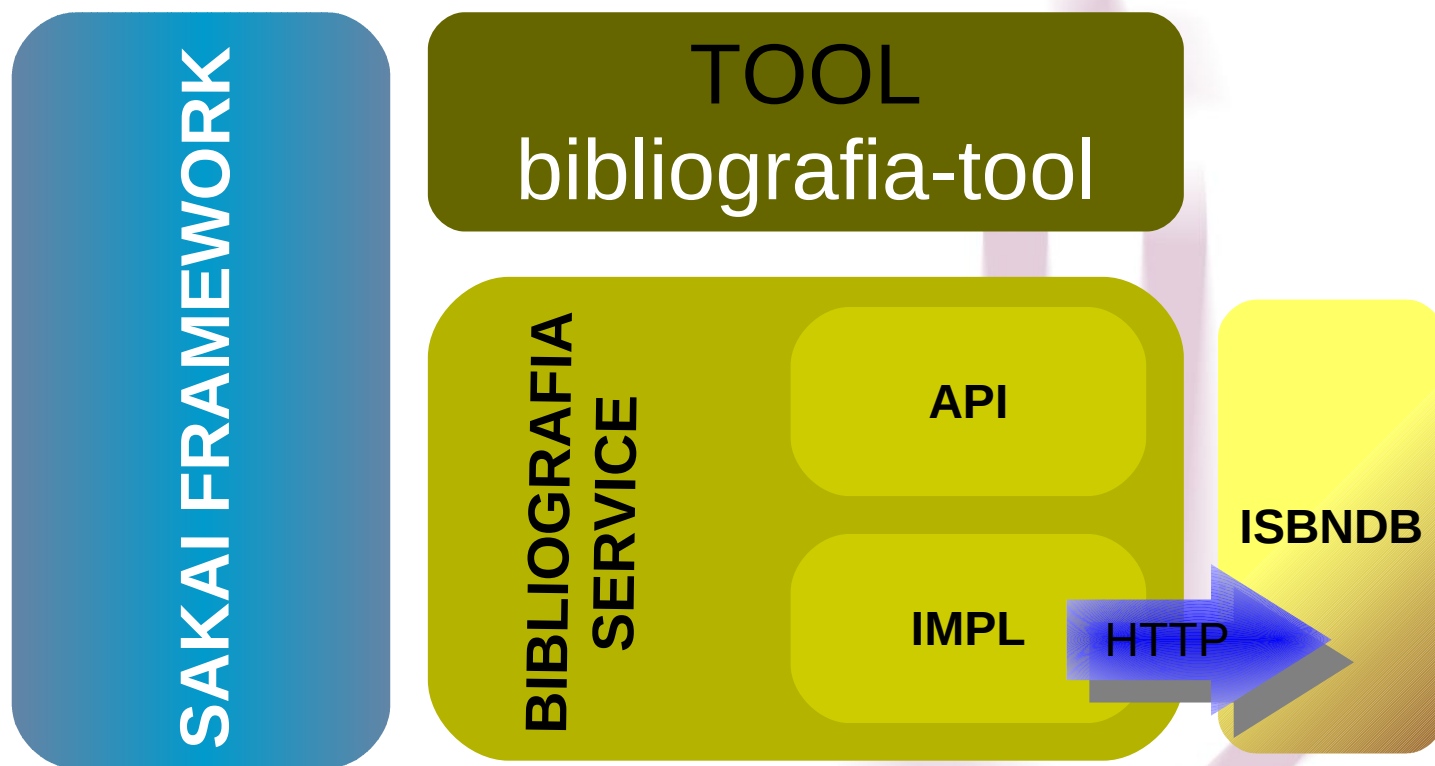 SAKAI FRAMEWORK
TOOL
bibliografia-tool
BIBLIOGRAFIA
SERVICE
API
IMPL
HTTP
ISBNDB